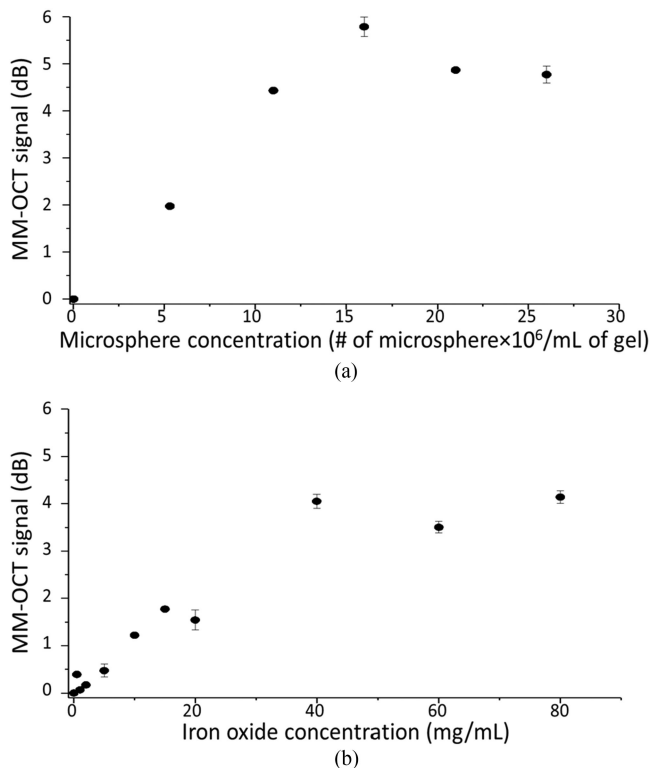 6
5
4
3
2
1
0
MM-OCT signal (dB)
0 5 10 15 20 25 30
Microsphere concentration (# of microsphere×10⁶/mL of gel)
(a)
6
5
4
3
2
1
0
MM-OCT signal (dB)
0 20 40 60 80
Iron oxide concentration (mg/mL)
(b)